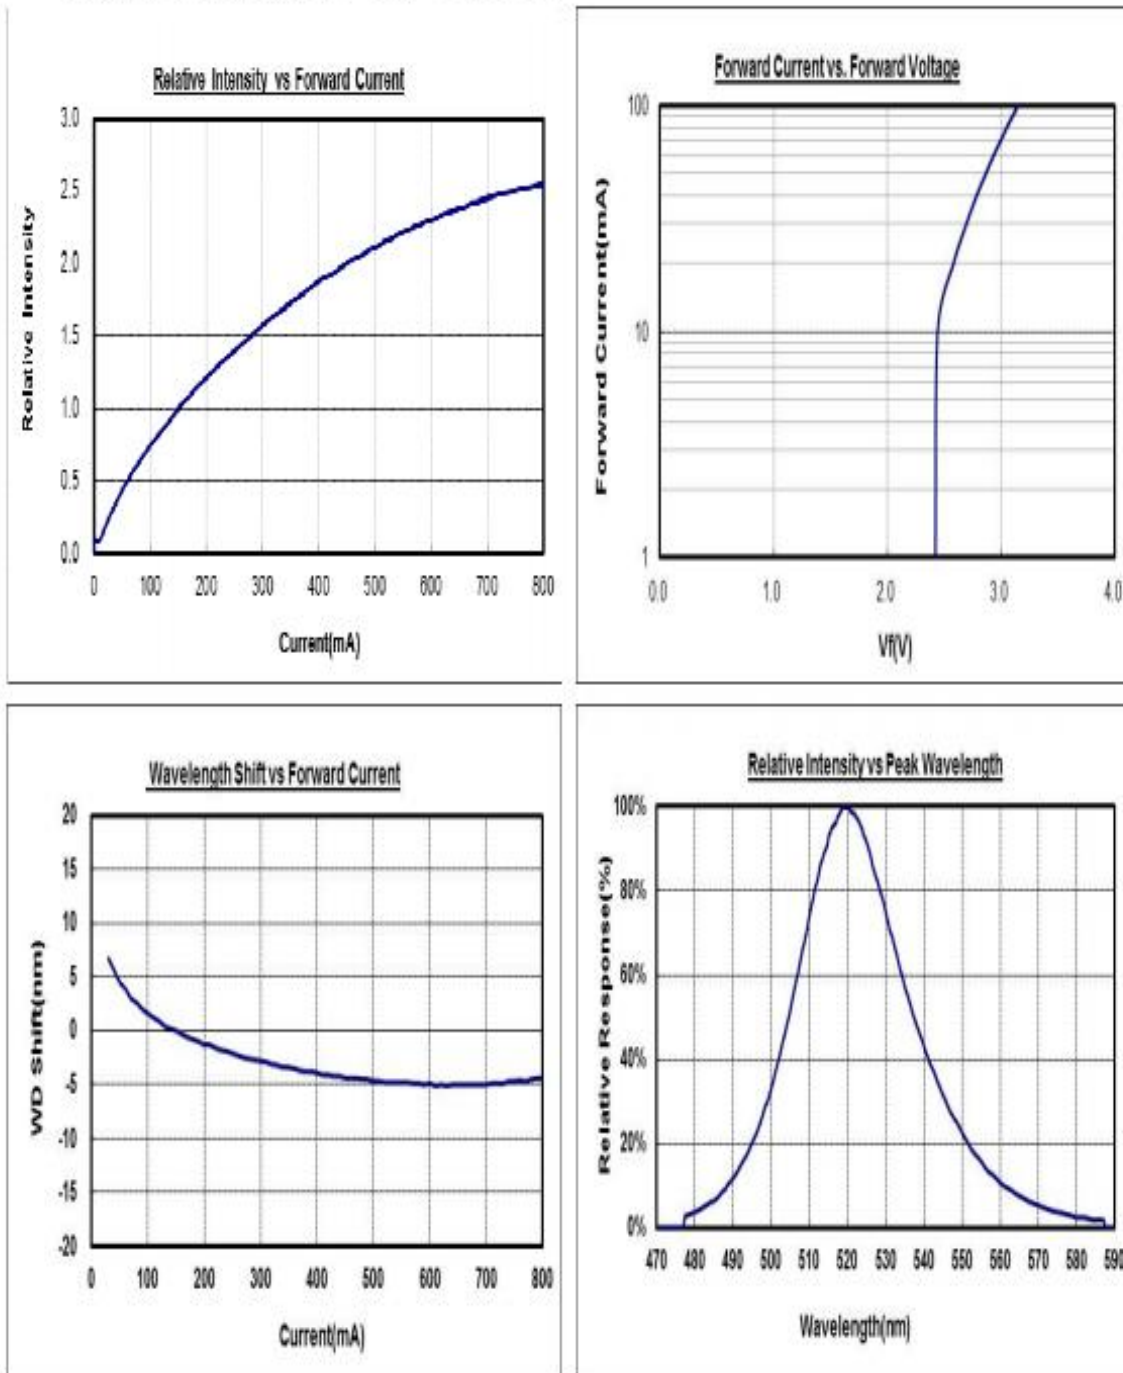 Relative Intensity vs Forward Current
3.0
2.5
2.0
1.5
1.0
0.5
0.0
Relative Intensity
0 100 200 300 400 500 600 700 800
Current(mA)
Forward Current vs. Forward Voltage
100
10
1
Forward Current(mA)
0.0 1.0 2.0 3.0 4.0
Vf(V)
Wavelength Shift vs Forward Current
20
15
10
5
0
-5
-10
-15
-20
WD Shift(nm)
0 100 200 300 400 500 600 700 800
Current(mA)
Relative Intensity vs Peak Wavelength
100%
80%
60%
40%
20%
0%
Relative Response(%)
470 480 490 500 510 520 530 540 550 560 570 580 590
Wavelength(nm)